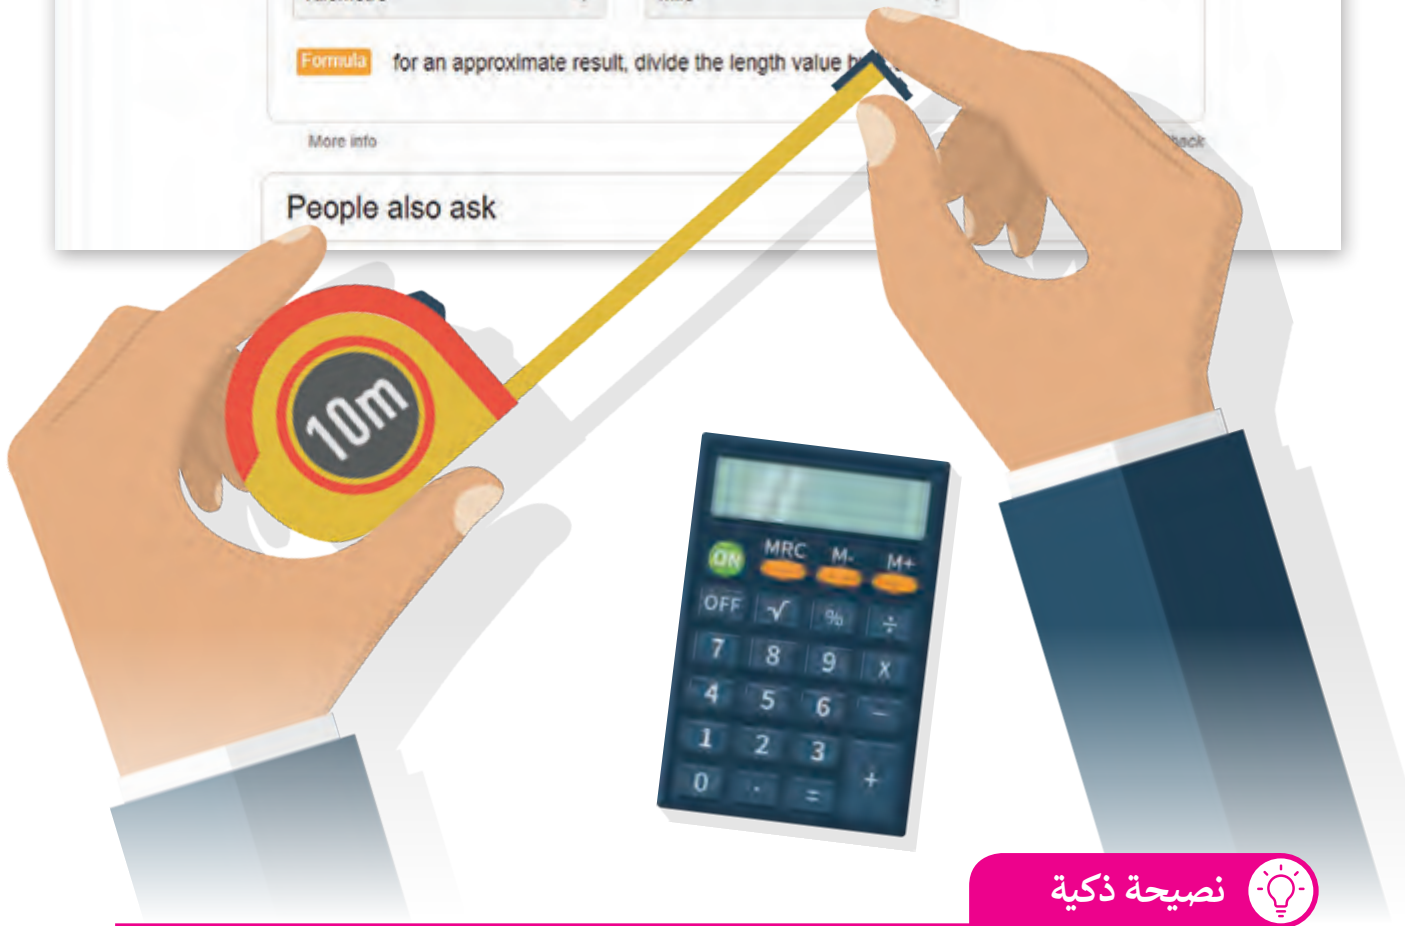 Formula for an approximate result, divide the length value
More info
People also ask
10m
MRC M- M+
ON
OFF √ % ÷
7 8 9 x
4 5 6 −
1 2 3
0 . = +
نصيحة ذكية